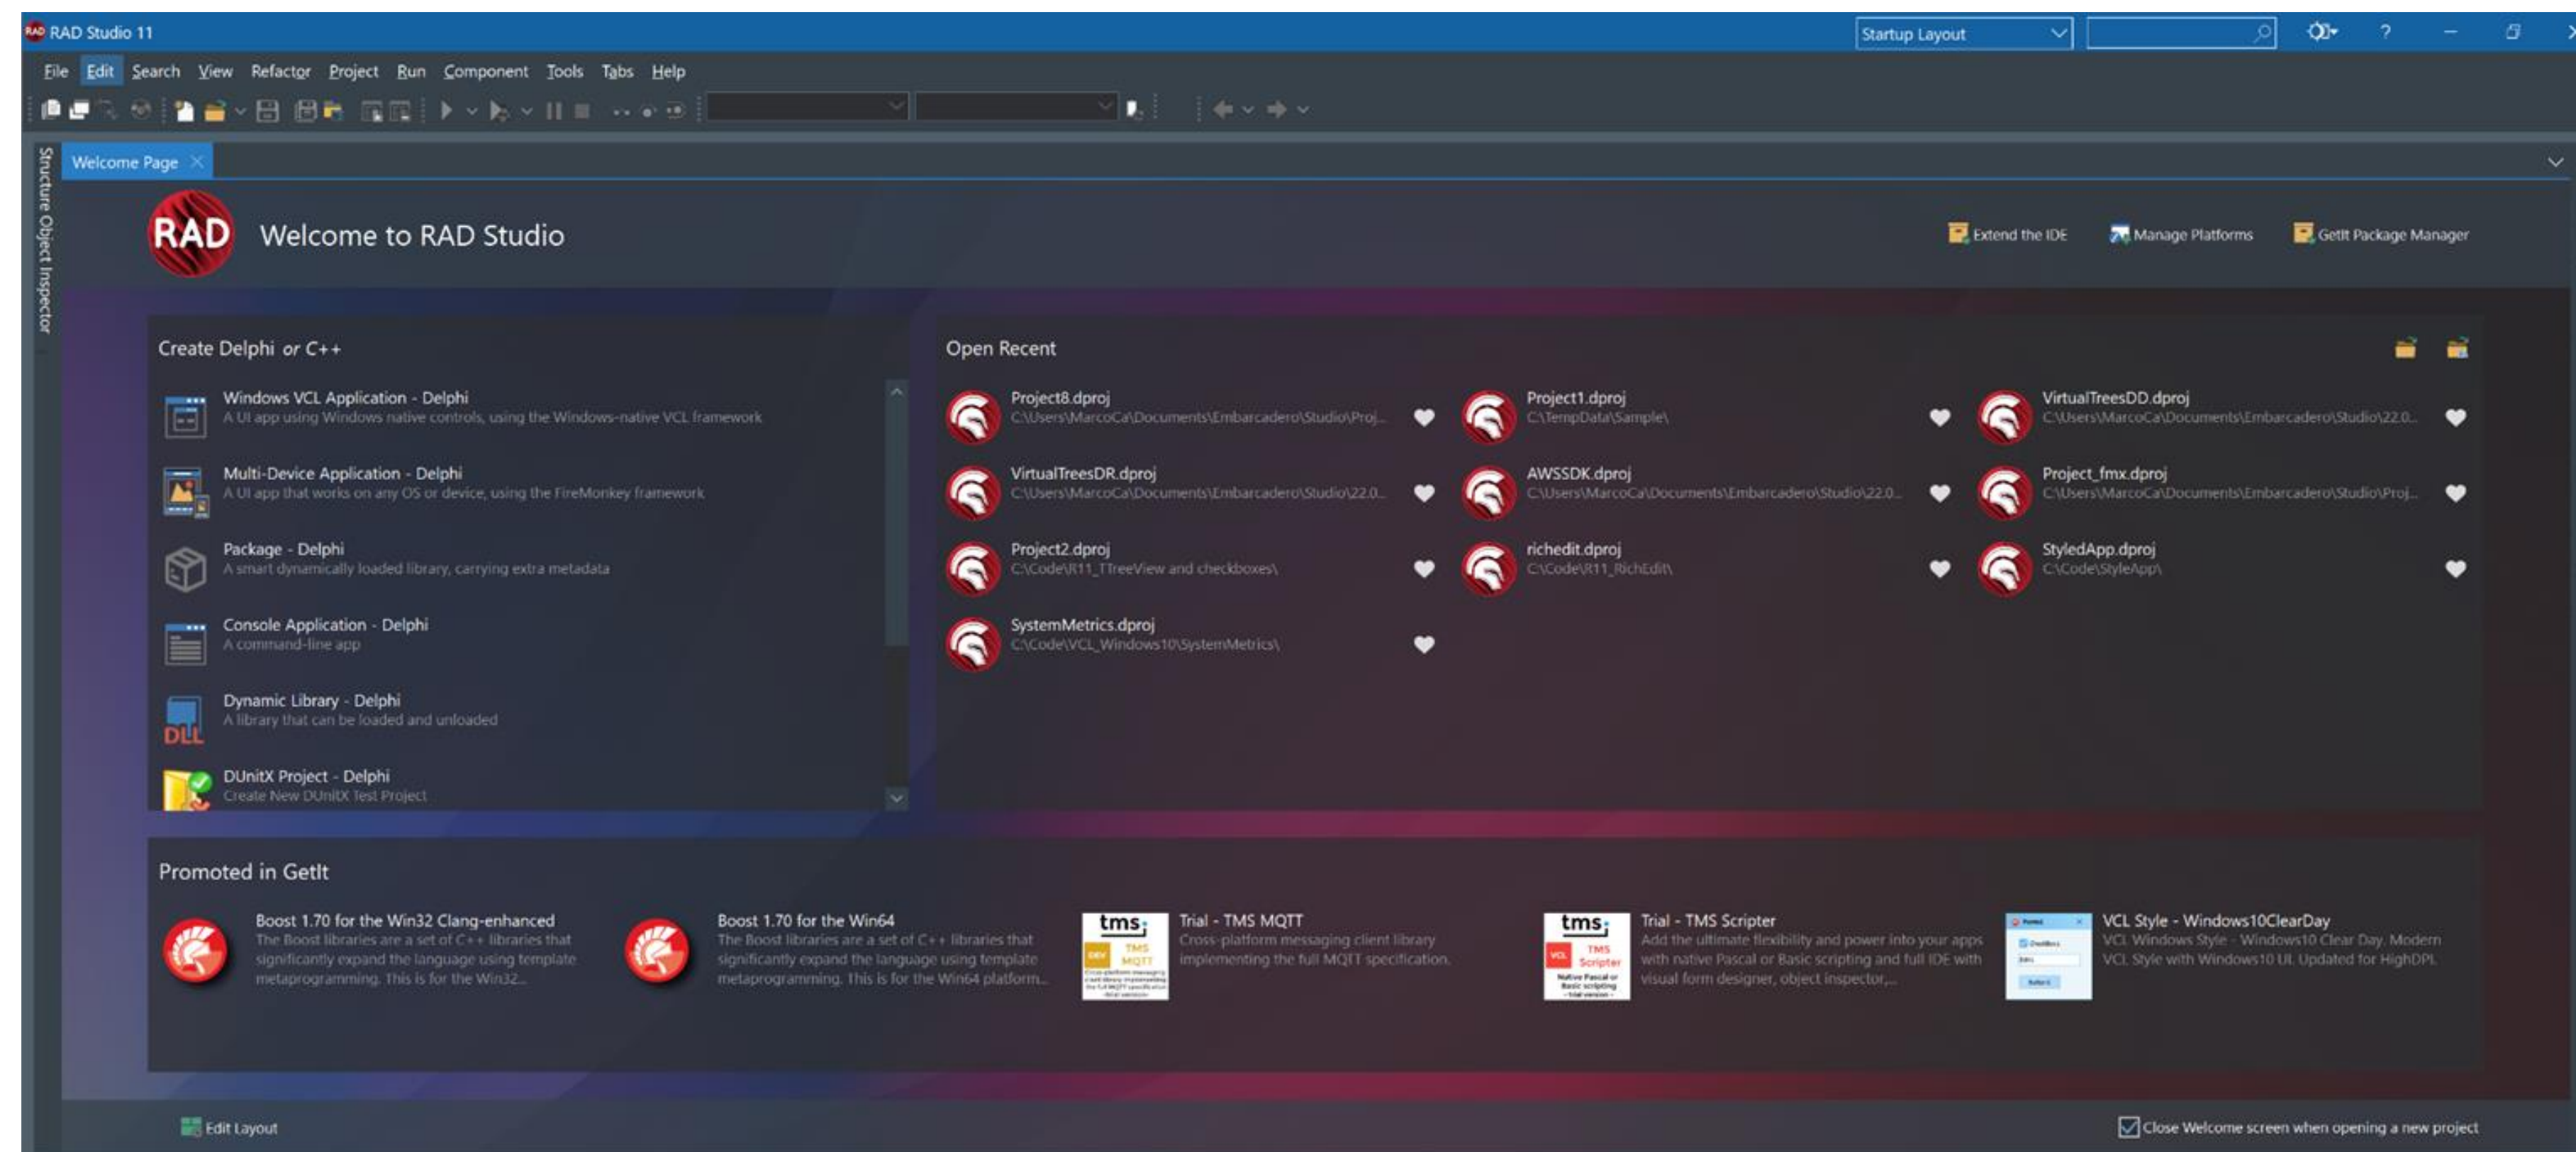 RAD Studio 11
Startup Layout
?
File Edit Search View Refactor Project Run Component Tools Tabs Help
Structure Object Inspector
Welcome Page
RAD
Welcome to RAD Studio
Extend the IDE
Manage Platforms
GetIt Package Manager
Create Delphi or C++
Windows VCL Application - Delphi
A UI app using Windows native controls, using the Windows-native VCL framework
Multi-Device Application - Delphi
A UI app that works on any OS or device, using the FireMonkey framework
Package - Delphi
A smart dynamically loaded library, carrying extra metadata
Console Application - Delphi
A command-line app
Dynamic Library - Delphi
A library that can be loaded and unloaded
DLL
DUnitX Project - Delphi
Create New DUnitX Test Project
Open Recent
Project8.dproj
C:\Users\MarcoCa\Documents\Embarcadero\Studio\Proj...
Project1.dproj
C:\TempData\Sample\
VirtualTreesDD.dproj
C:\Users\MarcoCa\Documents\Embarcadero\Studio\22.0...
VirtualTreesDR.dproj
C:\Users\MarcoCa\Documents\Embarcadero\Studio\22.0...
AWSSDK.dproj
C:\Users\MarcoCa\Documents\Embarcadero\Studio\22.0...
Project_fmx.dproj
C:\Users\MarcoCa\Documents\Embarcadero\Studio\Proj...
Project2.dproj
C:\Code\R11_TTreeView and checkboxes\
richedit.dproj
C:\Code\R11_RichEdit\
StyledApp.dproj
C:\Code\StyleApp\
SystemMetrics.dproj
C:\Code\VCL_Windows10\SystemMetrics\
Promoted in GetIt
Boost 1.70 for the Win32 Clang-enhanced
The Boost libraries are a set of C++ libraries that
significantly expand the language using template
metaprogramming. This is for the Win32...
Boost 1.70 for the Win64
The Boost libraries are a set of C++ libraries that
significantly expand the language using template
metaprogramming. This is for the Win64 platform...
tms;
DEV
TMS
MQTT
Trial - TMS MQTT
Cross-platform messaging client library
implementing the full MQTT specification.
tms;
VCL
TMS
Scripter
Native Pascal or
Basic scripting
- trial version -
Trial - TMS Scripter
Add the ultimate flexibility and power into your apps
with native Pascal or Basic scripting and full IDE with
visual form designer, object inspector,...
VCL Style - Windows10ClearDay
VCL Windows Style - Windows10 Clear Day. Modern
VCL Style with Windows10 UI. Updated for HighDPI.
Edit Layout
Close Welcome screen when opening a new project